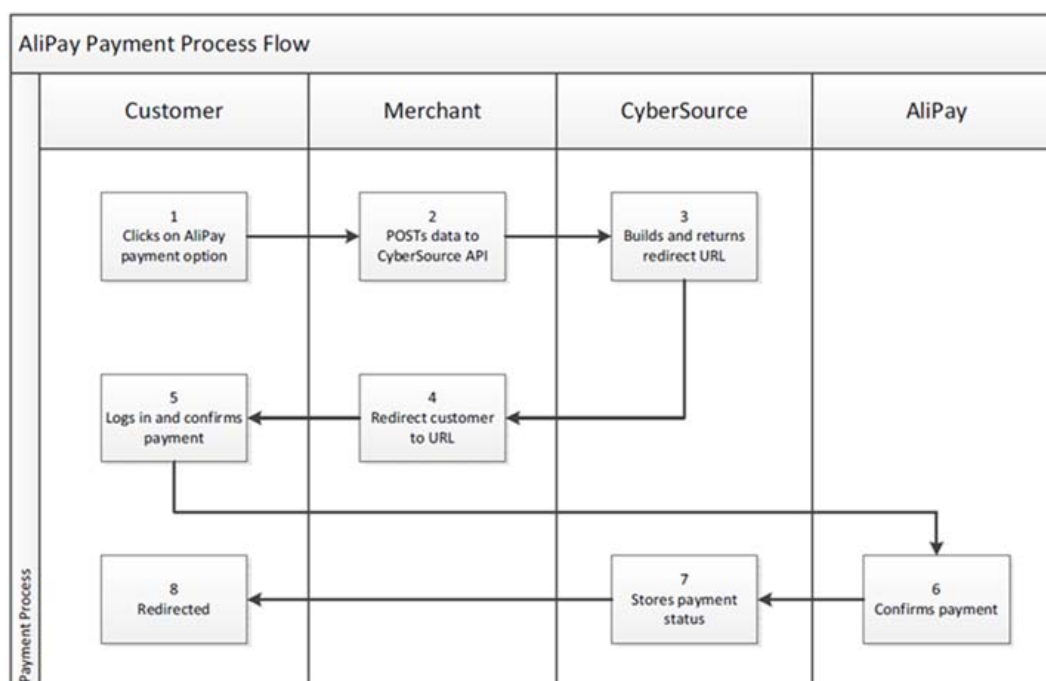 AliPay Payment Process Flow
Customer
Merchant
CyberSource
AliPay
1
Clicks on AliPay
payment option
2
POSTs data to
CyberSource API
3
Builds and returns
redirect URL
5
Logs in and confirms
payment
4
Redirect customer
to URL
8
Redirected
7
Stores payment
status
6
Confirms payment
Payment Process